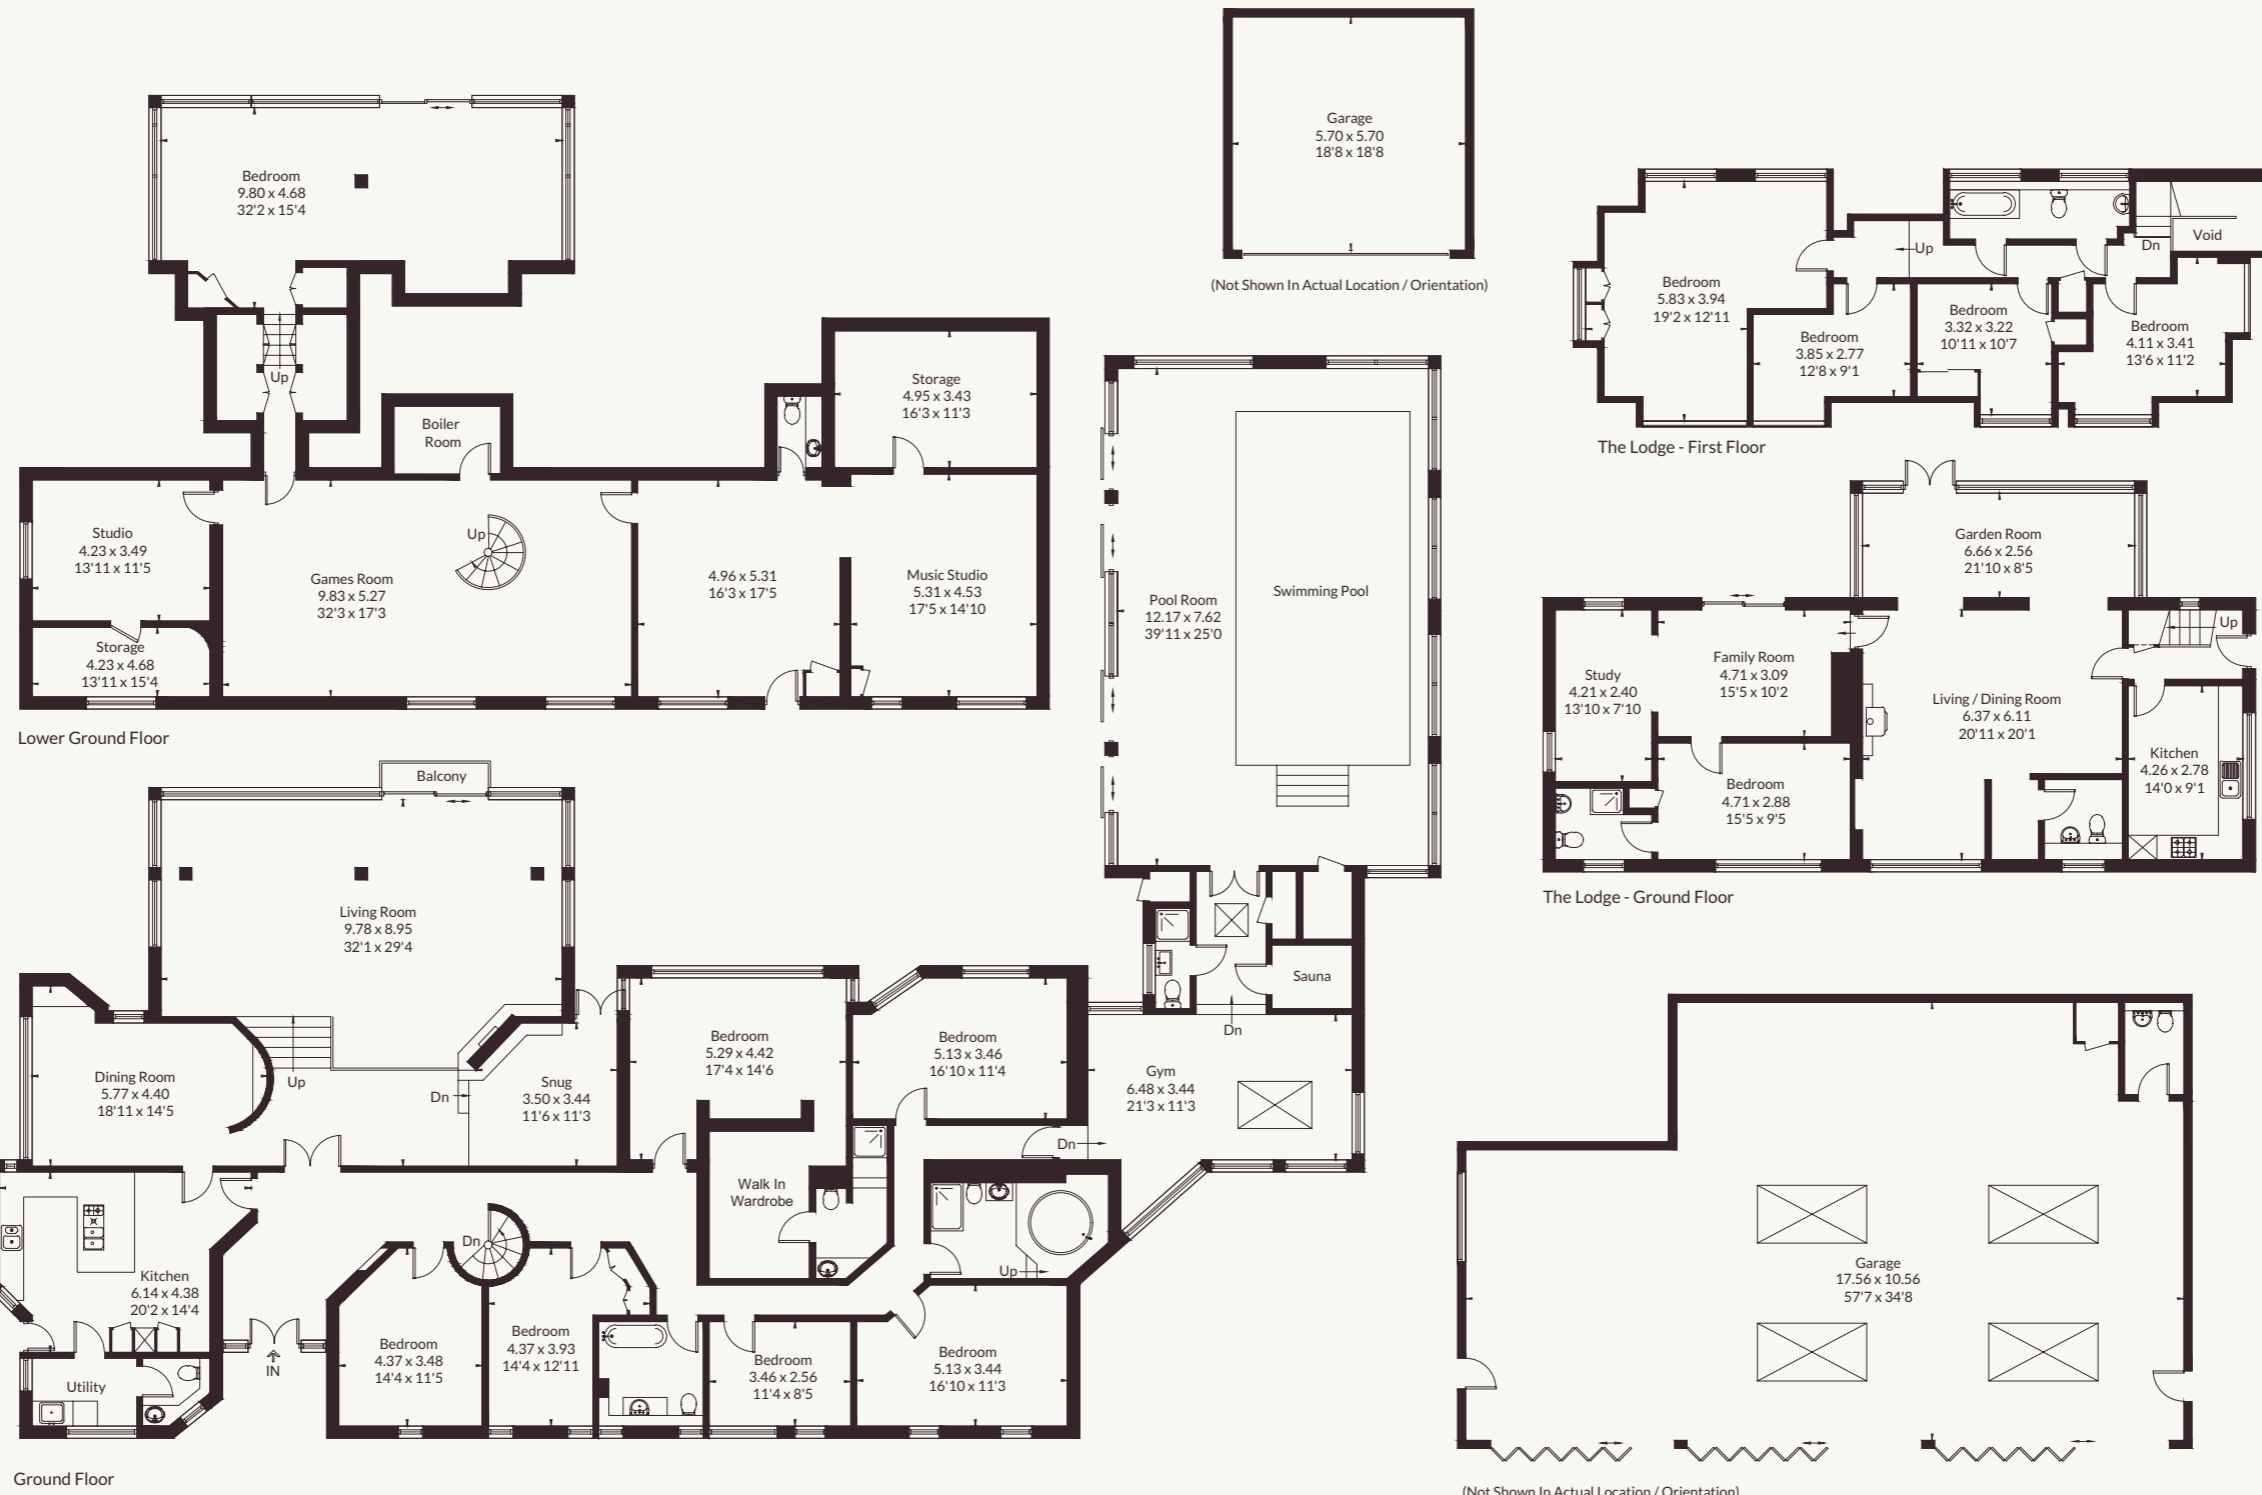 Bedroom
9.80 x 4.68
32'2 x 15'4
Up
Boiler
Room
Storage
4.95 x 3.43
16'3 x 11'3
Studio
4.23 x 3.49
13'11 x 11'5
Storage
4.23 x 4.68
13'11 x 15'4
Games Room
9.83 x 5.27
32'3 x 17'3
Up
4.96 x 5.31
16'3 x 17'5
Music Studio
5.31 x 4.53
17'5 x 14'10
Lower Ground Floor
Garage
5.70 x 5.70
18'8 x 18'8
(Not Shown In Actual Location / Orientation)
Bedroom
5.83 x 3.94
19'2 x 12'11
Up
Dn
Void
Bedroom
3.85 x 2.77
12'8 x 9'1
Bedroom
3.32 x 3.22
10'11 x 10'7
Bedroom
4.11 x 3.41
13'6 x 11'2
The Lodge - First Floor
Garden Room
6.66 x 2.56
21'10 x 8'5
Up
Study
4.21 x 2.40
13'10 x 7'10
Family Room
4.71 x 3.09
15'5 x 10'2
Living / Dining Room
6.37 x 6.11
20'11 x 20'1
Kitchen
4.26 x 2.78
14'0 x 9'1
Bedroom
4.71 x 2.88
15'5 x 9'5
The Lodge - Ground Floor
Pool Room
12.17 x 7.62
39'11 x 25'0
Swimming Pool
Sauna
Dn
Balcony
Living Room
9.78 x 8.95
32'1 x 29'4
Dining Room
5.77 x 4.40
18'11 x 14'5
Up
Dn
Snug
3.50 x 3.44
11'6 x 11'3
Bedroom
5.29 x 4.42
17'4 x 14'6
Bedroom
5.13 x 3.46
16'10 x 11'4
Gym
6.48 x 3.44
21'3 x 11'3
Dn
Walk In
Wardrobe
Dn
Up
Kitchen
6.14 x 4.38
20'2 x 14'4
Utility
IN
Bedroom
4.37 x 3.48
14'4 x 11'5
Bedroom
4.37 x 3.93
14'4 x 12'11
Bedroom
3.46 x 2.56
11'4 x 8'5
Bedroom
5.13 x 3.44
16'10 x 11'3
Ground Floor
Garage
17.56 x 10.56
57'7 x 34'8
(Not Shown In Actual Location / Orientation)